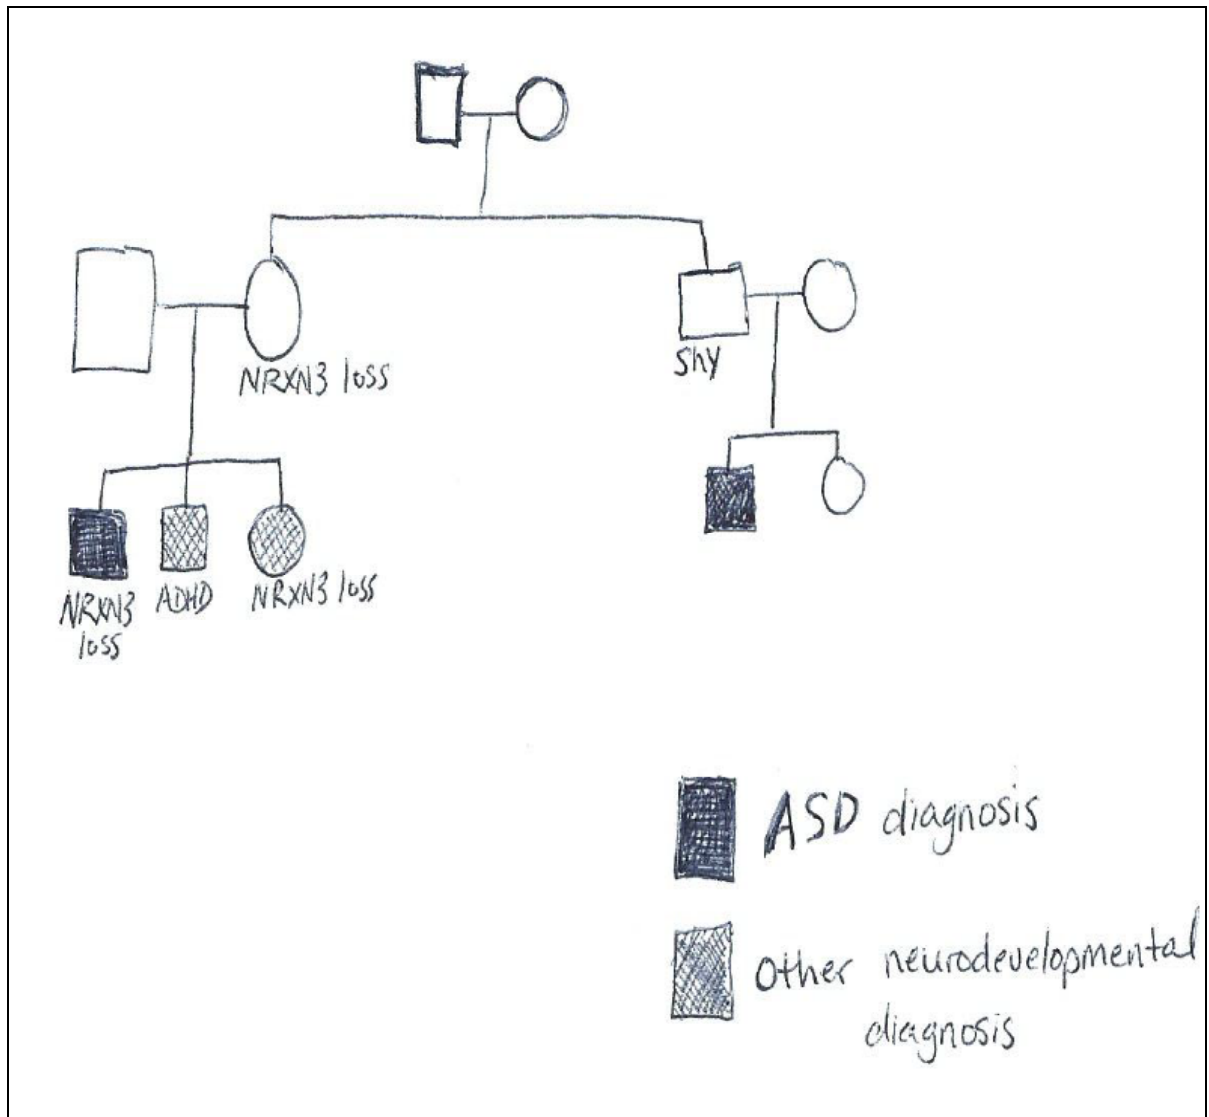 NRXN3 loss
Shy
NRXN3
loss
ADHD
NRXN3 loss
ASD diagnosis
Other neurodevelopmental
diagnosis